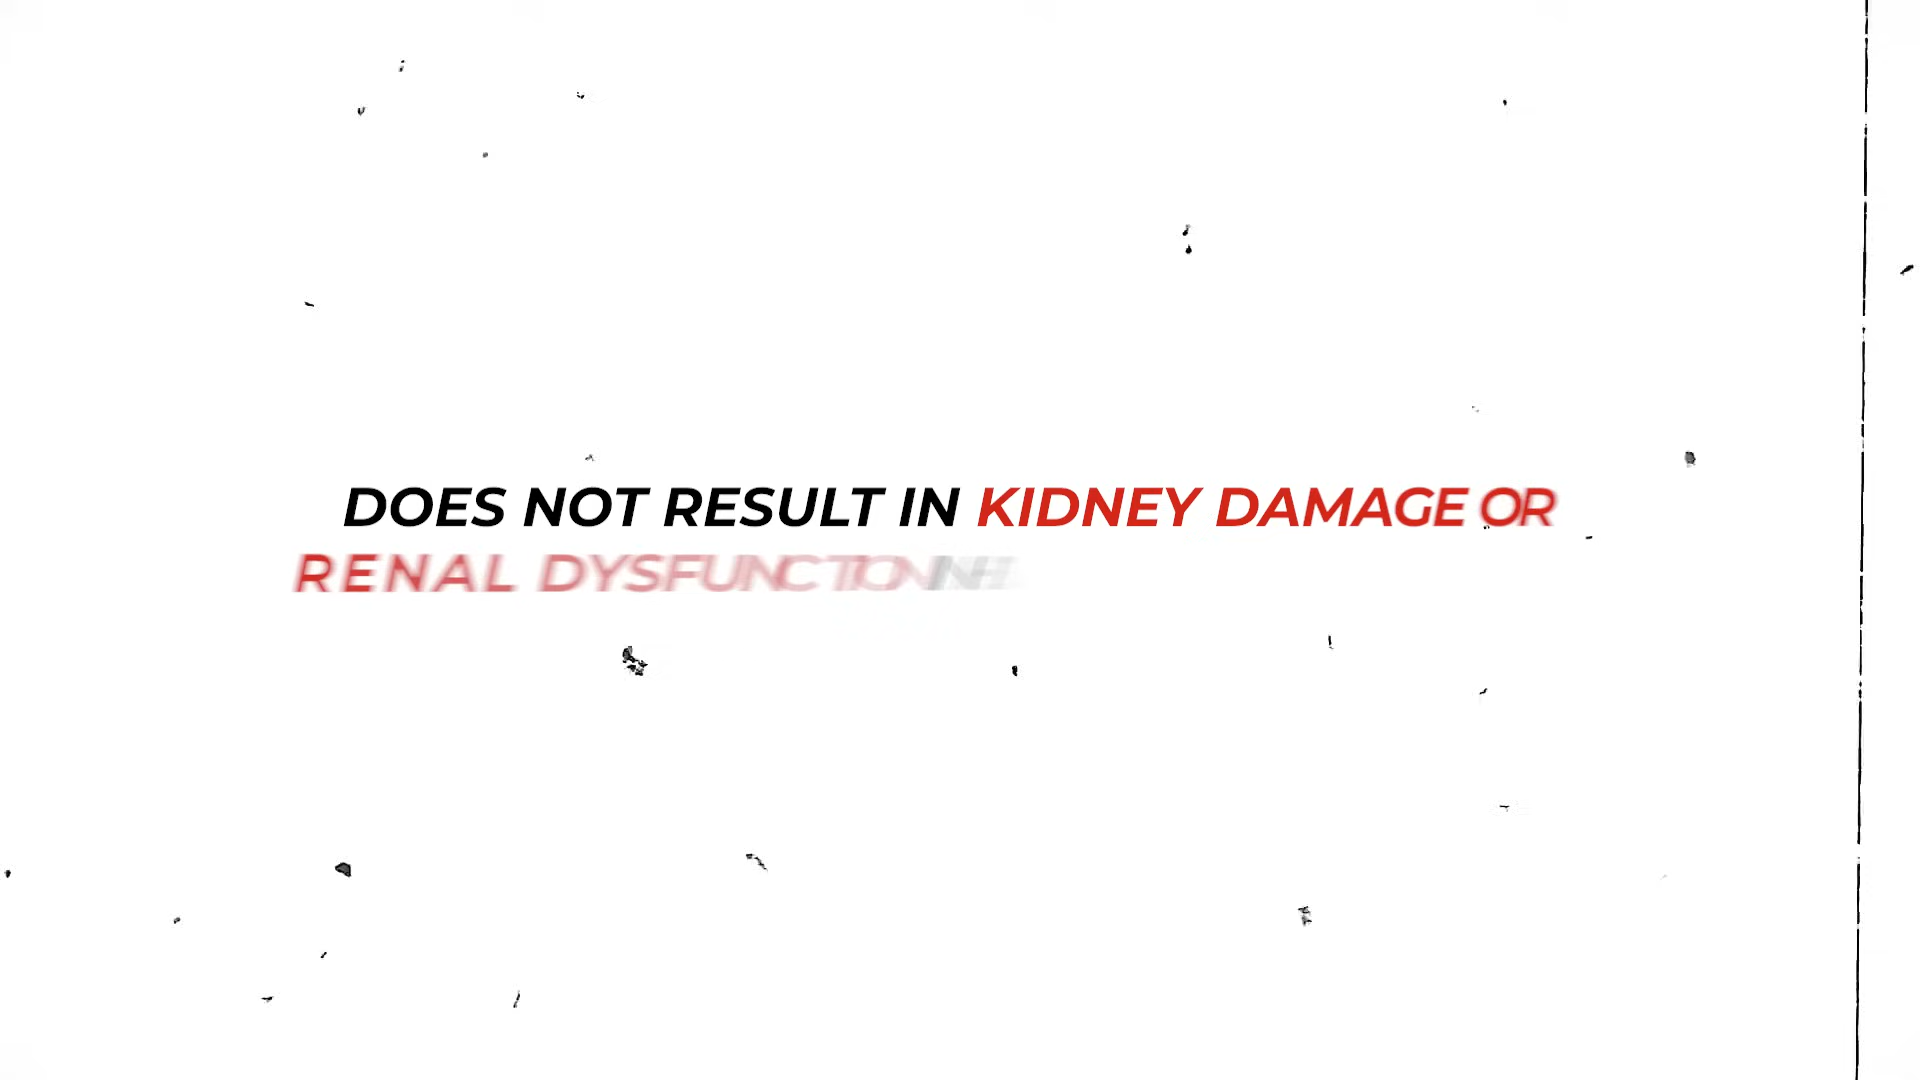 DOES NOT RESULT IN KIDNEY DAMAGE OR
RENAL DYSFUNCTION